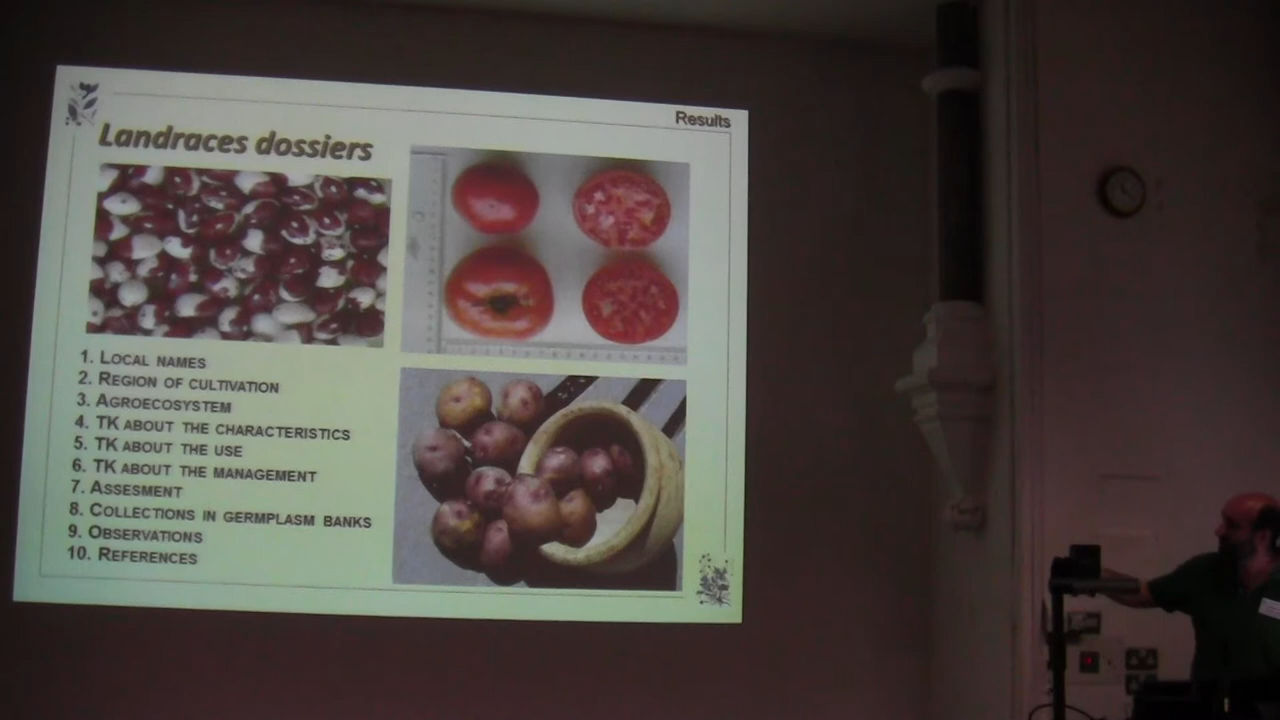 Results
Landraces dossiers
1. LOCAL NAMES
2. REGION OF CULTIVATION
3. AGROECOSYSTEM
4. TK ABOUT THE CHARACTERISTICS
5. TK ABOUT THE USE
6. TK ABOUT THE MANAGEMENT
7. ASSESMENT
8. COLLECTIONS IN GERMPLASM BANKS
9. OBSERVATIONS
10. REFERENCES